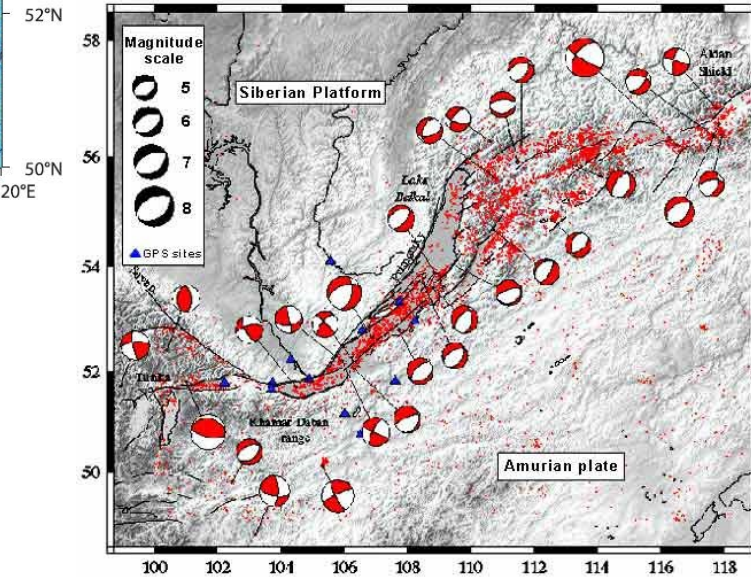 52°N
50°N
20°E
58
56
54
52
50
Magnitude
scale
5
6
7
8
GPS sites
Siberian Platform
Aldan
Shield
Lake
Baikal
Tunka
Khamar Daban
range
Amurian plate
100
102
104
106
108
110
112
114
116
118